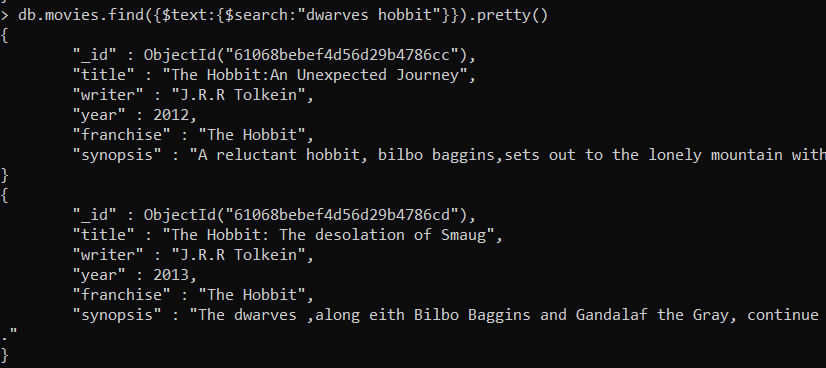 > db.movies.find({$text:{$search:"dwarves hobbit"}}).pretty()
{
        "_id" : ObjectId("61068bebef4d56d29b4786cc"),
        "title" : "The Hobbit:An Unexpected Journey",
        "writer" : "J.R.R Tolkein",
        "year" : 2012,
        "franchise" : "The Hobbit",
        "synopsis" : "A reluctant hobbit, bilbo baggins,sets out to the lonely mountain with
}
{
        "_id" : ObjectId("61068bebef4d56d29b4786cd"),
        "title" : "The Hobbit: The desolation of Smaug",
        "writer" : "J.R.R Tolkein",
        "year" : 2013,
        "franchise" : "The Hobbit",
        "synopsis" : "The dwarves ,along eith Bilbo Baggins and Gandalaf the Gray, continue
."
}